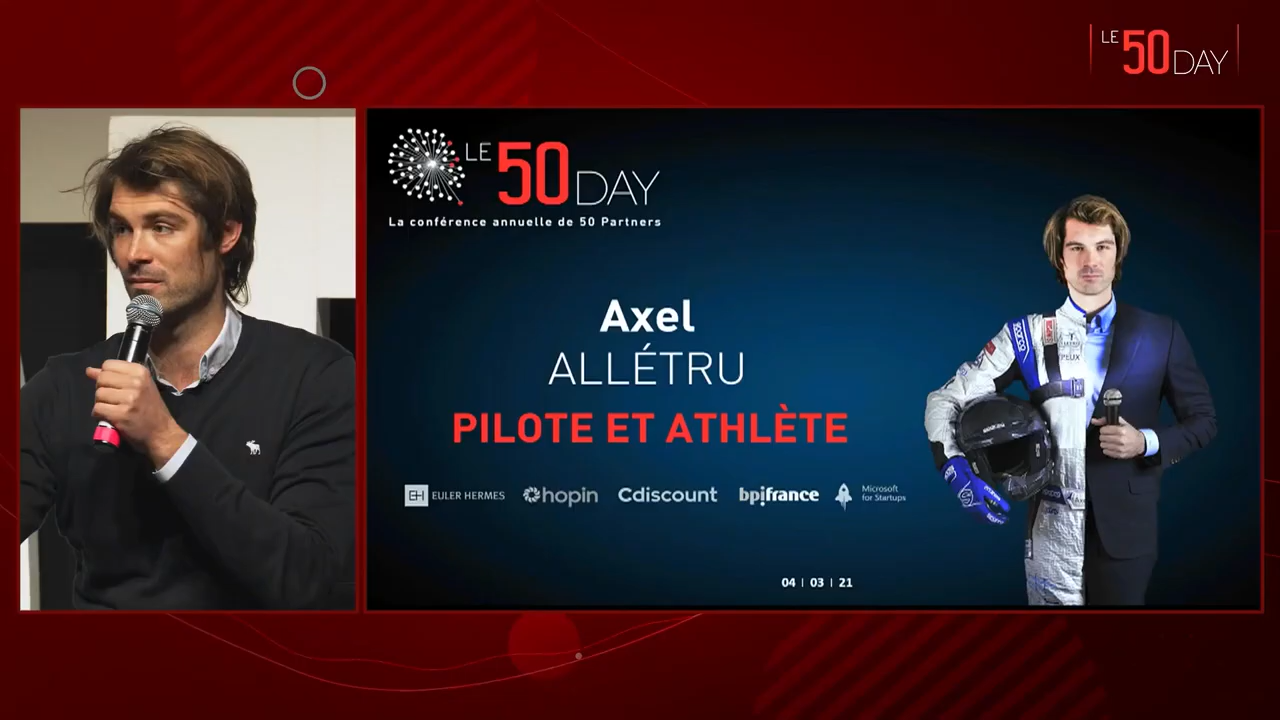 LE 50 DAY
LE 50 DAY
La conférence annuelle de 50 Partners
Axel
ALLÉTRU
PILOTE ET ATHLÈTE
EH EULER HERMES hopin Cdiscount bpifrance Microsoft for Startups
04 | 03 | 21